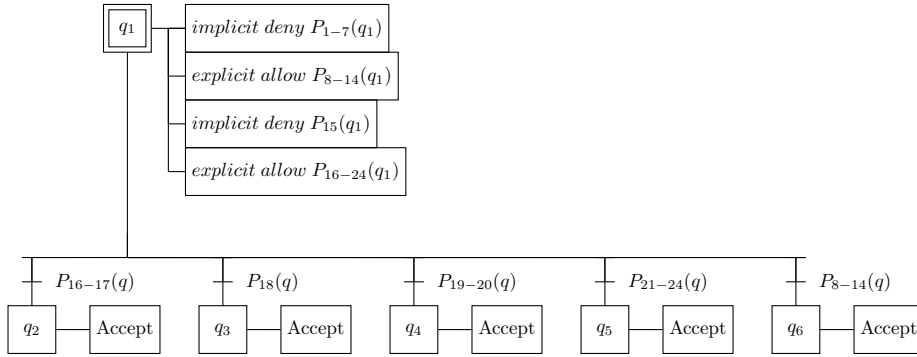 q₁ implicit deny P₁₋₇(q₁)
explicit allow P₈₋₁₄(q₁)
implicit deny P₁₅(q₁)
explicit allow P₁₆₋₂₄(q₁)
P₁₆₋₁₇(q) P₁₈(q) P₁₉₋₂₀(q) P₂₁₋₂₄(q) P₈₋₁₄(q)
q₂ Accept q₃ Accept q₄ Accept q₅ Accept q₆ Accept